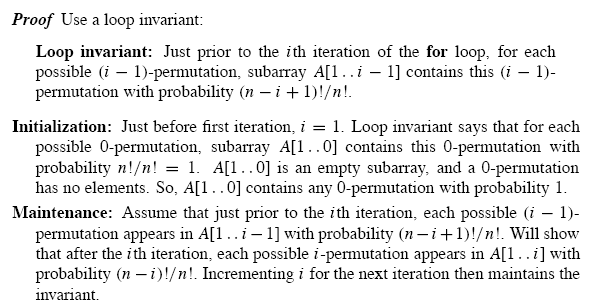 Proof Use a loop invariant:
Loop invariant: Just prior to the ith iteration of the for loop, for each
possible (i − 1)-permutation, subarray A[1 . . i − 1] contains this (i − 1)-
permutation with probability (n − i + 1)!/n!.
Initialization: Just before first iteration, i = 1. Loop invariant says that for each
possible 0-permutation, subarray A[1 . . 0] contains this 0-permutation with
probability n!/n! = 1. A[1 . . 0] is an empty subarray, and a 0-permutation
has no elements. So, A[1 . . 0] contains any 0-permutation with probability 1.
Maintenance: Assume that just prior to the ith iteration, each possible (i − 1)-
permutation appears in A[1 . . i − 1] with probability (n − i + 1)!/n!. Will show
that after the ith iteration, each possible i-permutation appears in A[1 . . i] with
probability (n − i)!/n!. Incrementing i for the next iteration then maintains the
invariant.